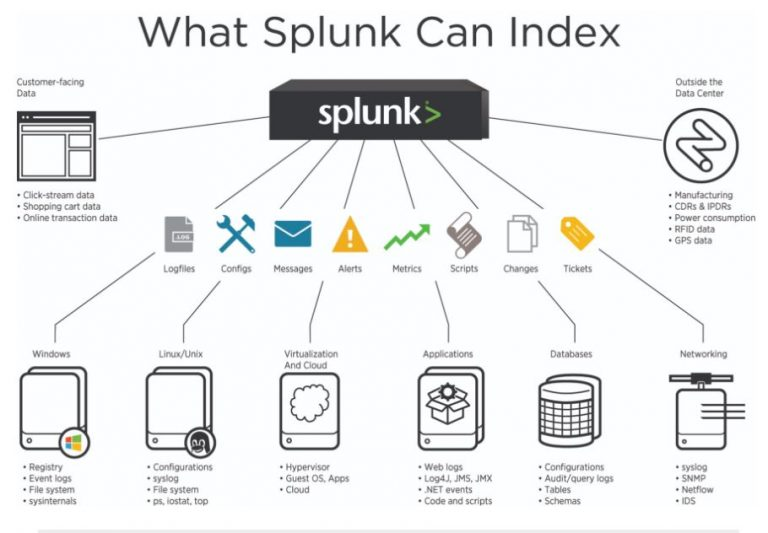 What Splunk Can Index
Customer-facing
Data
splunk>
Outside the
Data Center
• Click-stream data
• Shopping cart data
• Online transaction data
• Manufacturing
• CDRs & IPDRs
• Power consumption
• RFID data
• GPS data
.LOG
Logfiles
Configs
Messages
Alerts
Metrics
Scripts
Changes
Tickets
Windows
• Registry
• Event logs
• File system
• sysinternals
Linux/Unix
• Configurations
• syslog
• File system
• ps, iostat, top
Virtualization
And Cloud
• Hypervisor
• Guest OS, Apps
• Cloud
Applications
• Web logs
• Log4J, JMS, JMX
• .NET events
• Code and scripts
Databases
• Configurations
• Audit/query logs
• Tables
• Schemas
Networking
• syslog
• SNMP
• Netflow
• IDS